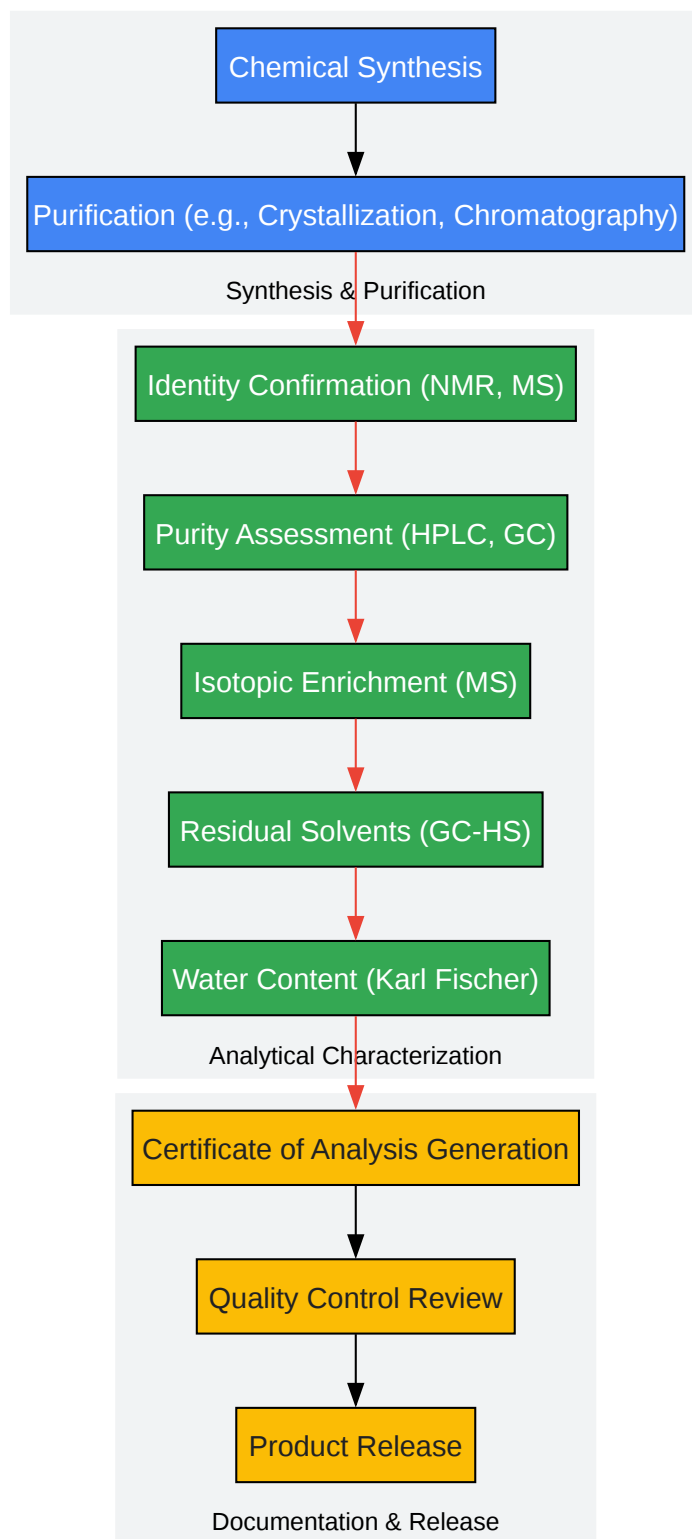 Chemical Synthesis
Purification (e.g., Crystallization, Chromatography)
Synthesis & Purification
Identity Confirmation (NMR, MS)
Purity Assessment (HPLC, GC)
Isotopic Enrichment (MS)
Residual Solvents (GC-HS)
Water Content (Karl Fischer)
Analytical Characterization
Certificate of Analysis Generation
Quality Control Review
Product Release
Documentation & Release